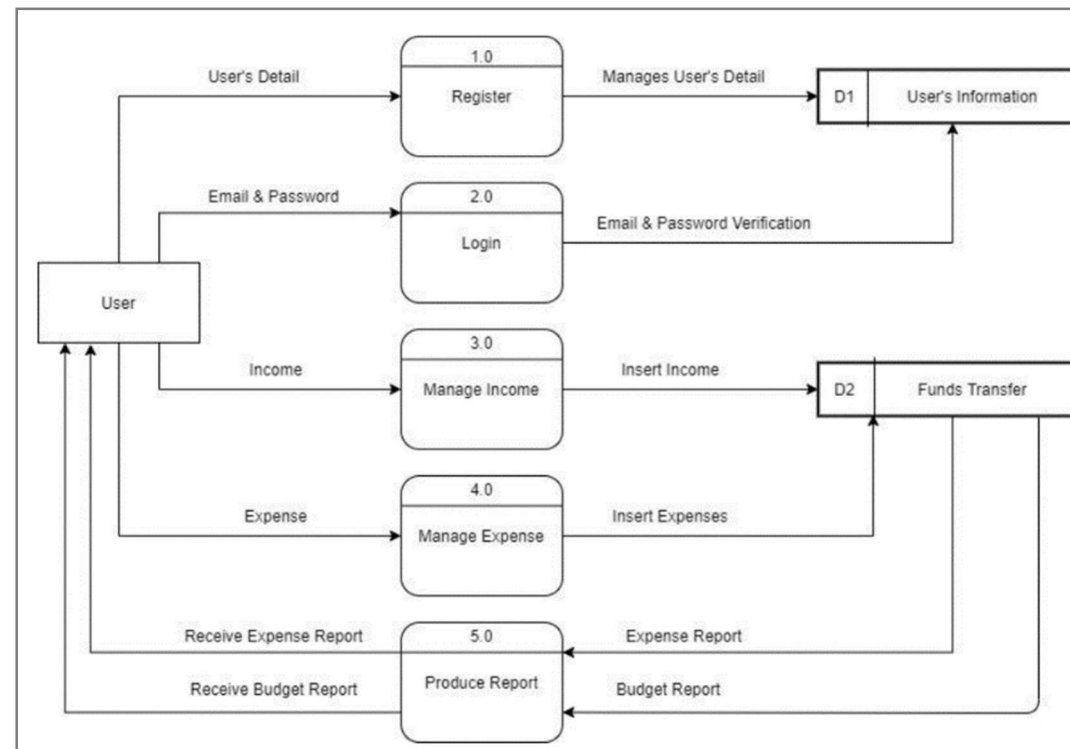 1.0
User's Detail
Register
Manages User's Detail
D1
User's Information
2.0
Email & Password
Login
Email & Password Verification
User
3.0
Income
Manage Income
Insert Income
D2
Funds Transfer
4.0
Expense
Manage Expense
Insert Expenses
5.0
Receive Expense Report
Expense Report
Receive Budget Report
Produce Report
Budget Report